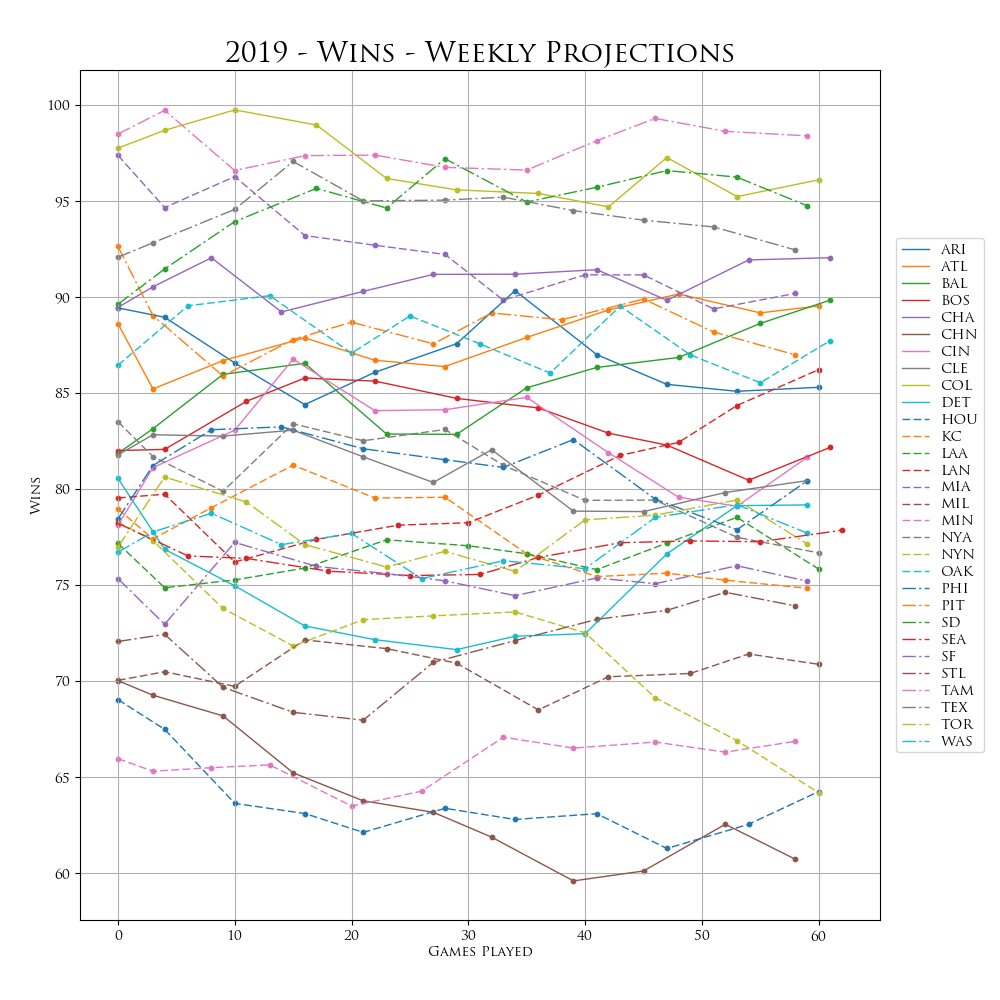 2019 - Wins - Weekly Projections
100
95
90
85
80
75
70
65
60
Wins
0 10 20 30 40 50 60
Games Played
ARI
ATL
BAL
BOS
CHA
CHN
CIN
CLE
COL
DET
HOU
KC
LAA
LAN
MIA
MIL
MIN
NYA
NYN
OAK
PHI
PIT
SD
SEA
SF
STL
TAM
TEX
TOR
WAS